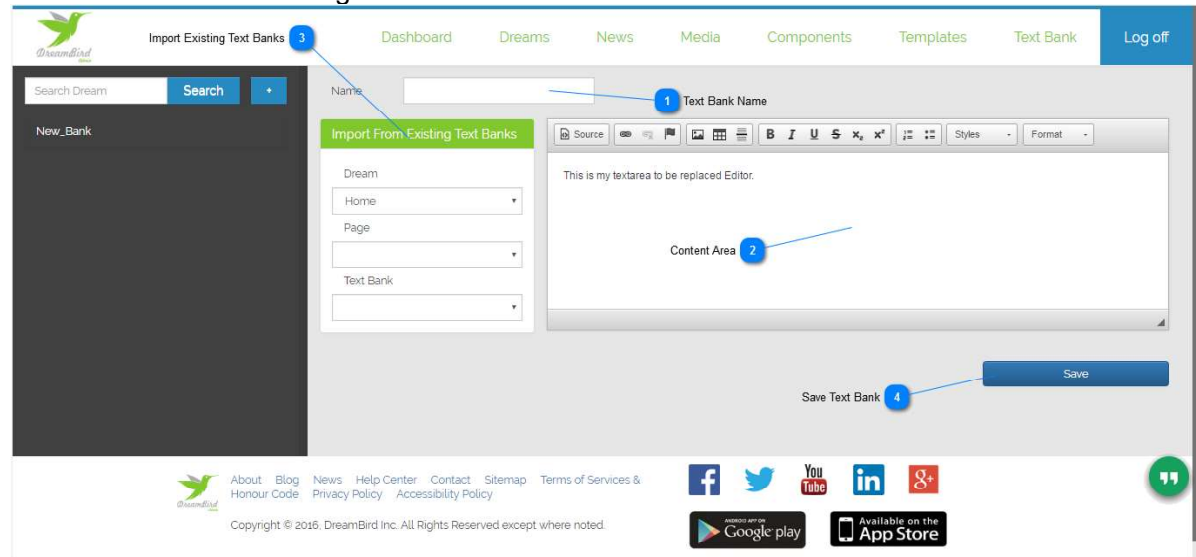 DreamBird
Import Existing Text Banks 3
Dashboard Dreams News Media Components Templates Text Bank Log off
Search Dream Search +
Name
1 Text Bank Name
New_Bank
Import From Existing Text Banks
Source B I U S x₂ x² Styles Format
Dream
This is my textarea to be replaced Editor.
Home
Page
Content Area 2
Text Bank
Save
Save Text Bank 4
DreamBird
About Blog News Help Center Contact Sitemap Terms of Services &
Honour Code Privacy Policy Accessibility Policy
Copyright © 2016. DreamBird Inc. All Rights Reserved except where noted.
f You Tube in g+
ANDROID APP ON Google play
Available on the App Store